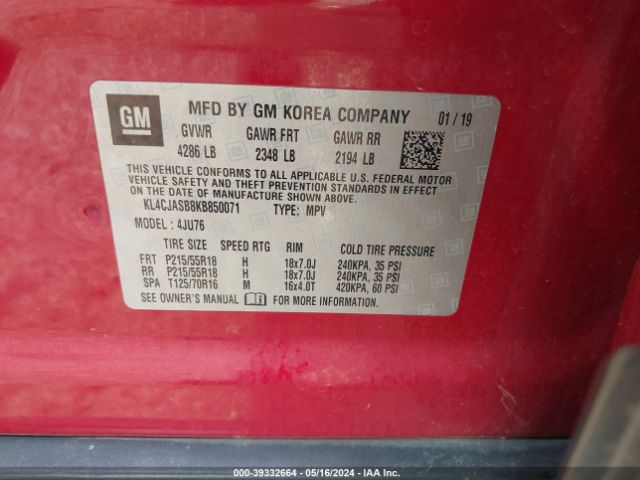 GM
MFD BY GM KOREA COMPANY 01/19
GVWR GAWR FRT GAWR RR
4286 LB 2348 LB 2194 LB
THIS VEHICLE CONFORMS TO ALL APPLICABLE U.S. FEDERAL MOTOR
VEHICLE SAFETY, AND THEFT PREVENTION STANDARDS IN EFFECT
ON THE DATE OF MANUFACTURE SHOWN ABOVE.
KL4CJASB8KB850071 TYPE: MPV
MODEL: 4JU76
TIRE SIZE SPEED RTG RIM COLD TIRE PRESSURE
FRT P215/55R18 H 18x7.0J 240KPA, 35 PSI
RR P215/55R18 H 18x7.0J 240KPA, 35 PSI
SPA T125/70R16 M 16x4.0T 420KPA, 60 PSI
SEE OWNER'S MANUAL FOR MORE INFORMATION.
000-39332664 - 05/16/2024 - IAA INC.